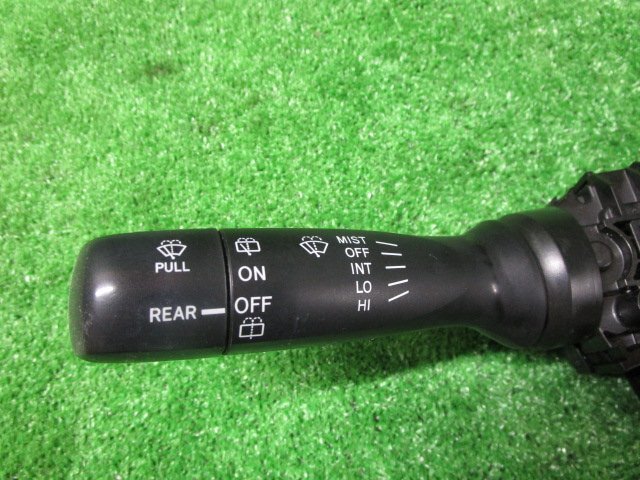 PULL
REAR
ON
OFF
MIST
OFF
INT
LO
HI